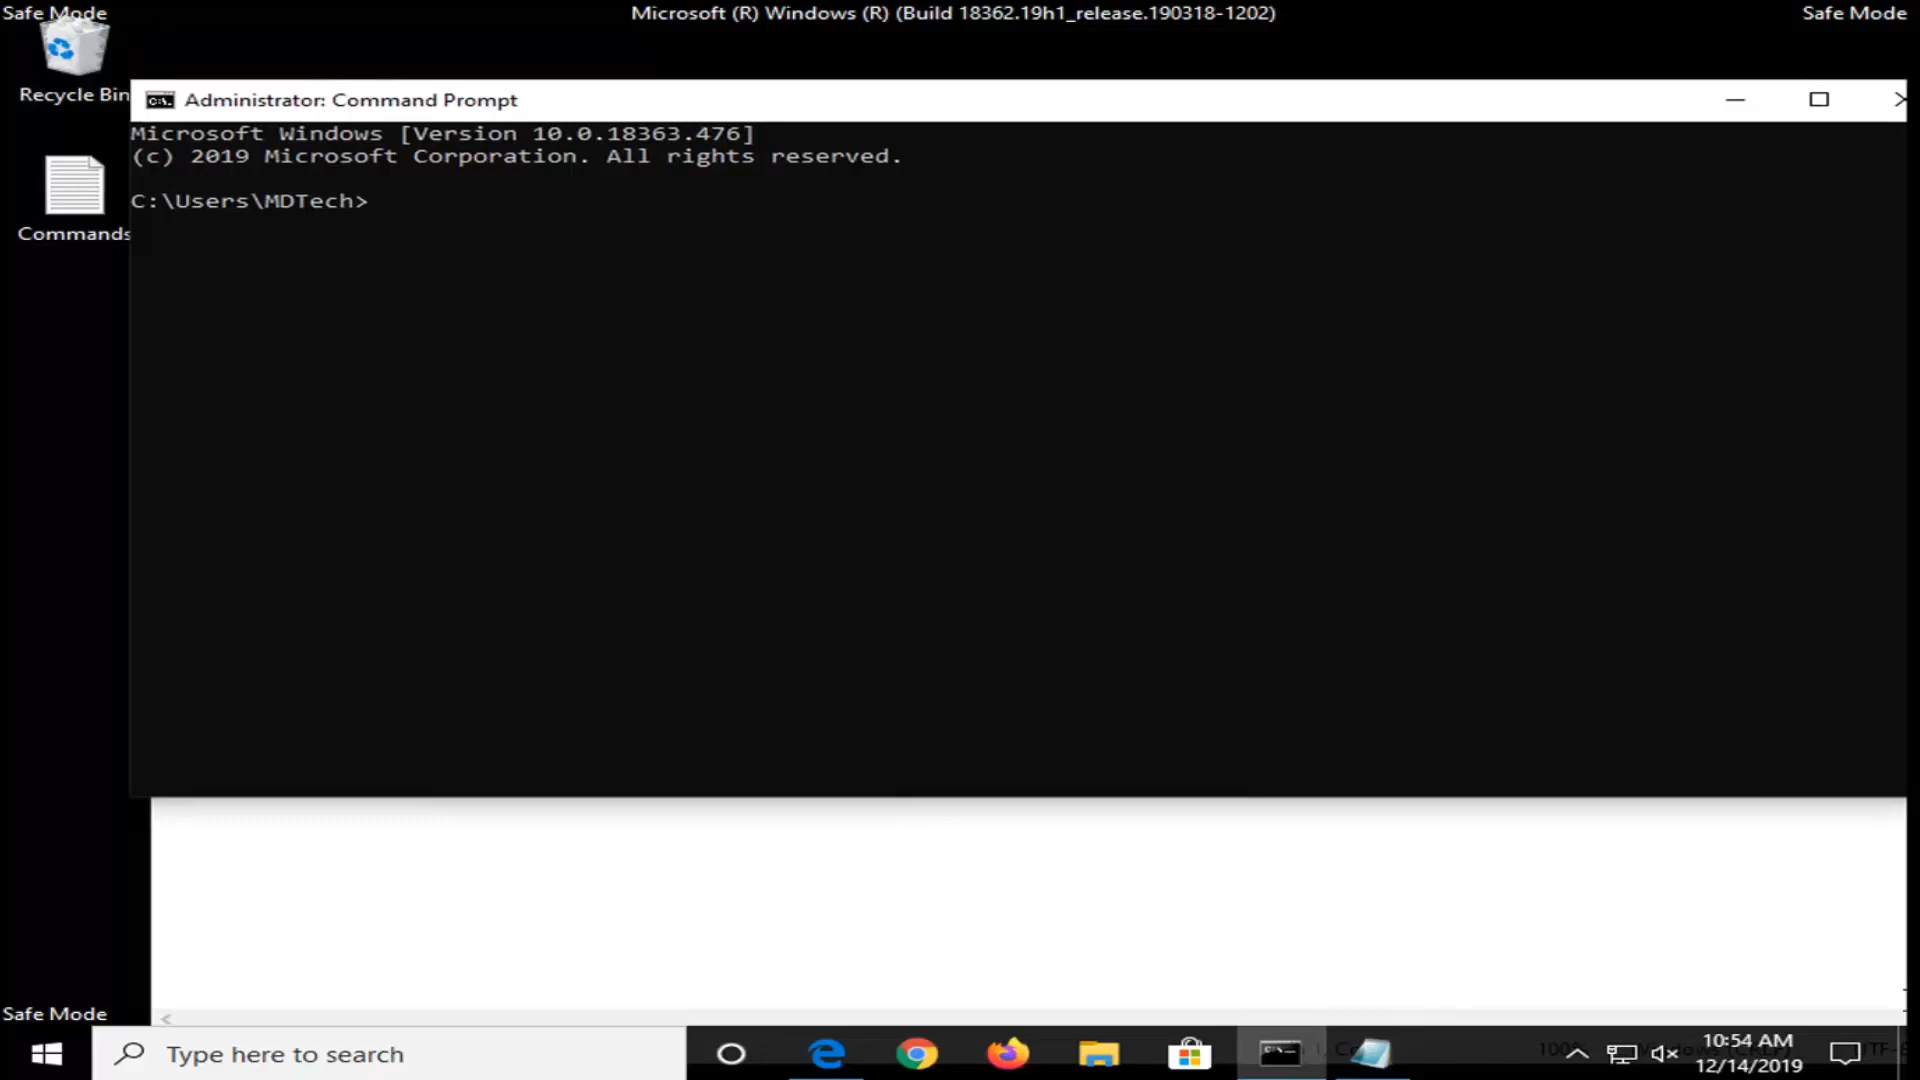 Safe Mode
Microsoft (R) Windows (R) (Build 18362.19h1_release.190318-1202)
Safe Mode
Recycle Bin
Administrator: Command Prompt
Microsoft Windows [Version 10.0.18363.476]
(c) 2019 Microsoft Corporation. All rights reserved.
C:\Users\MDTech>
Commands
Safe Mode
Type here to search
100%
10:54 AM
12/14/2019